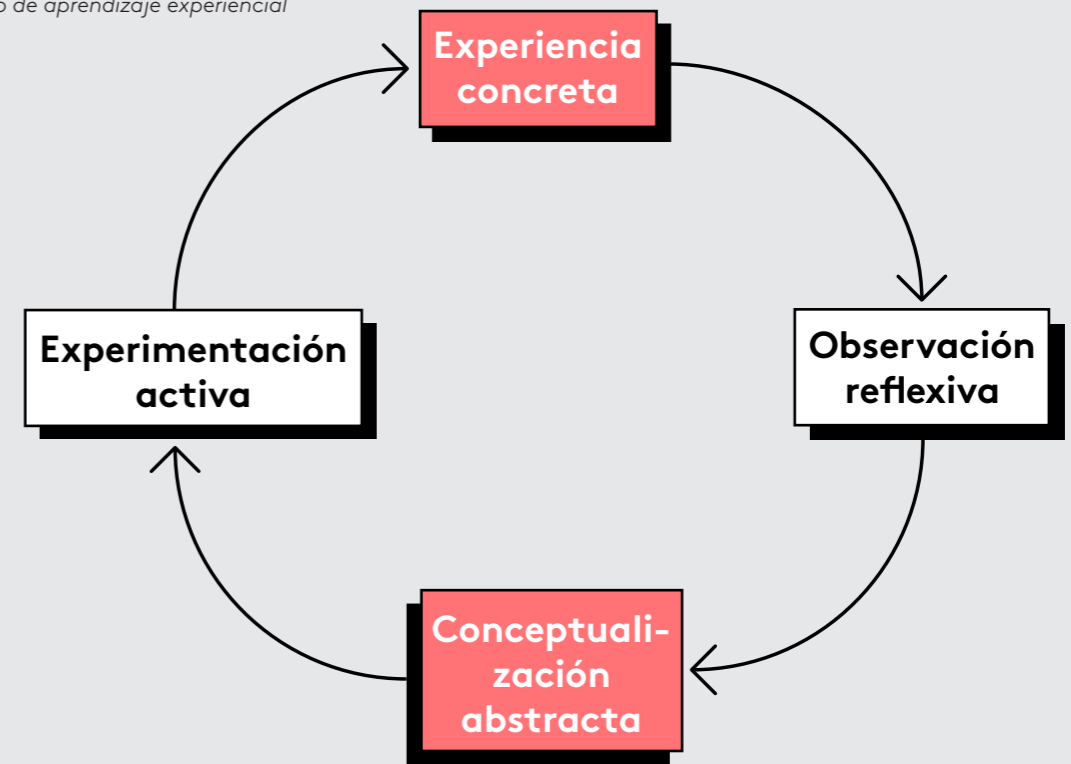 de aprendizaje experiencial
Experiencia
concreta
Experimentación
activa
Observación
reflexiva
Conceptuali-
zación
abstracta